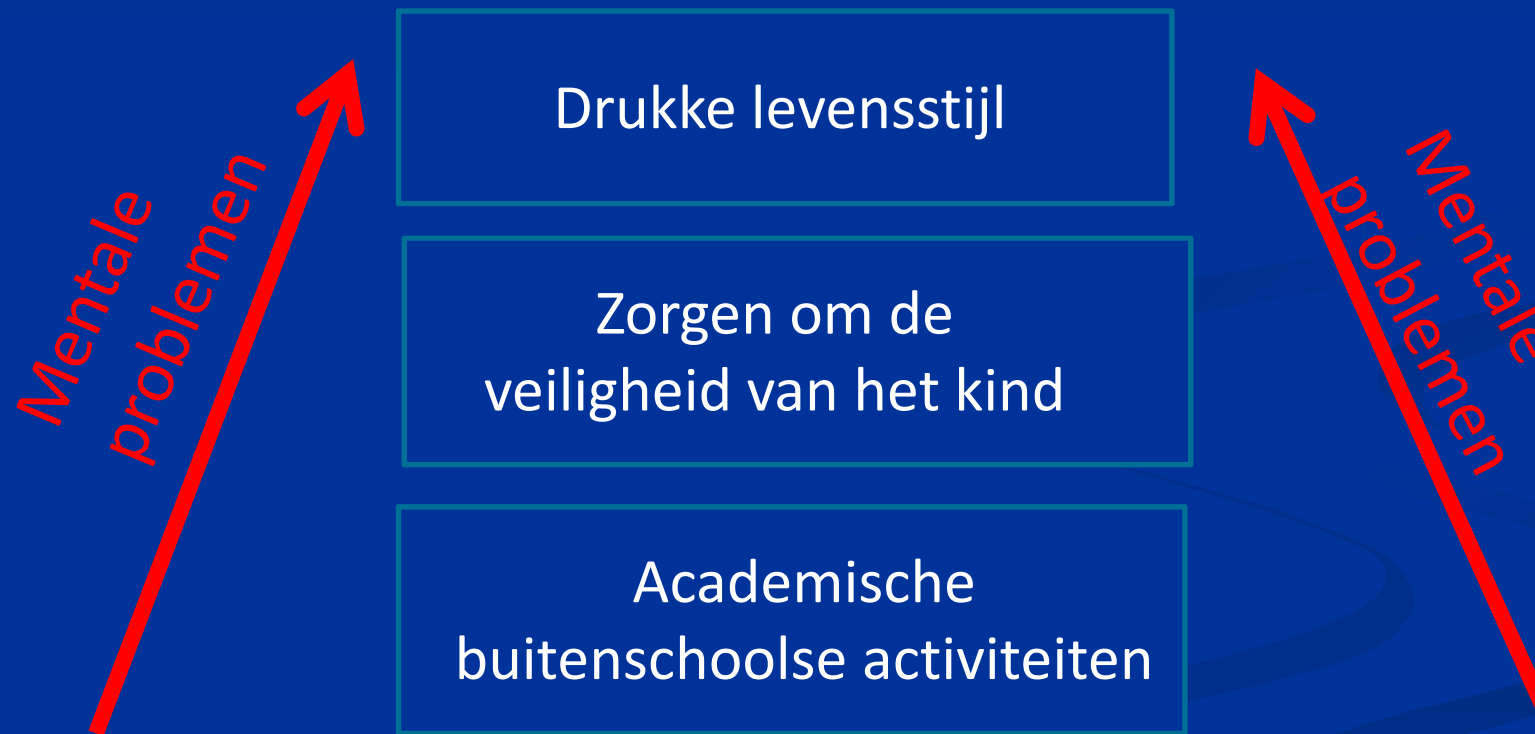 Drukke levensstijl
Mentale
problemen
Mentale
problemen
Zorgen om de
veiligheid van het kind
Academische
buitenschoolse activiteiten